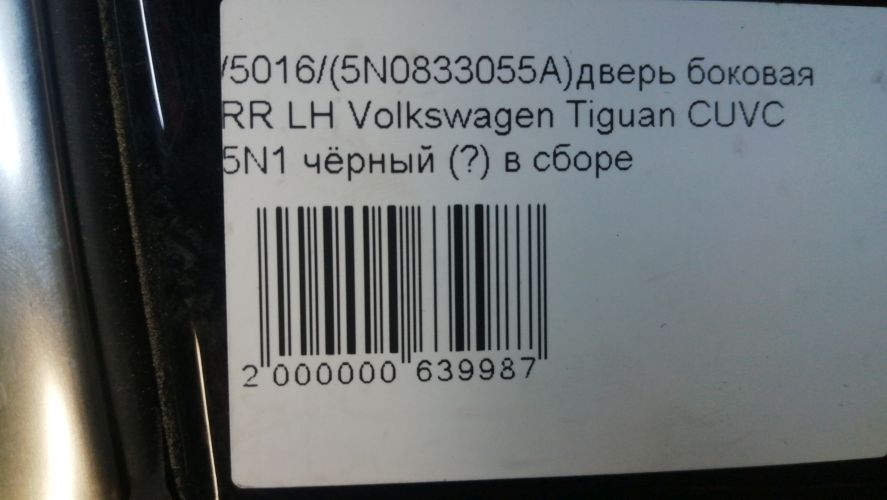 /5016/(5N0833055A)дверь боковая
RR LH Volkswagen Tiguan CUVC
5N1 чёрный (?) в сборе
2 000000 639987